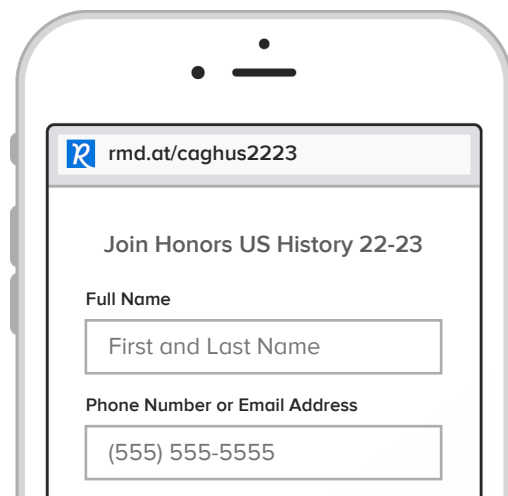 rmd.at/caghus2223
Join Honors US History 22-23
Full Name
First and Last Name
Phone Number or Email Address
(555) 555-5555